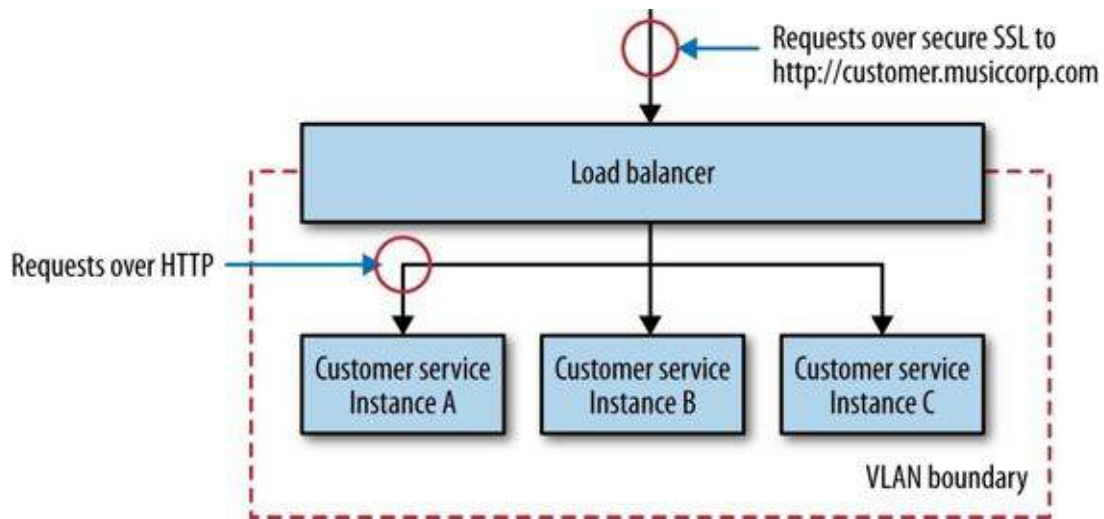 Requests over secure SSL to
http://customer.musiccorp.com
Load balancer
Requests over HTTP
Customer service
Instance A
Customer service
Instance B
Customer service
Instance C
VLAN boundary